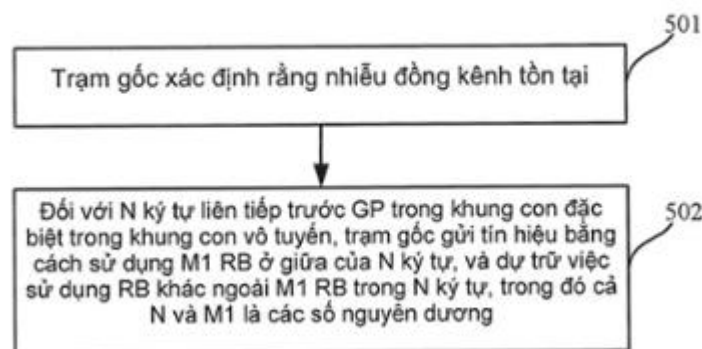 501
Trạm gốc xác định rằng nhiễu đồng kênh tồn tại
502
Đối với N ký tự liên tiếp trước GP trong khung con đặc
biệt trong khung con vô tuyến, trạm gốc gửi tín hiệu bằng
cách sử dụng M1 RB ở giữa của N ký tự, và dự trữ việc
sử dụng RB khác ngoài M1 RB trong N ký tự, trong đó cả
N và M1 là các số nguyên dương